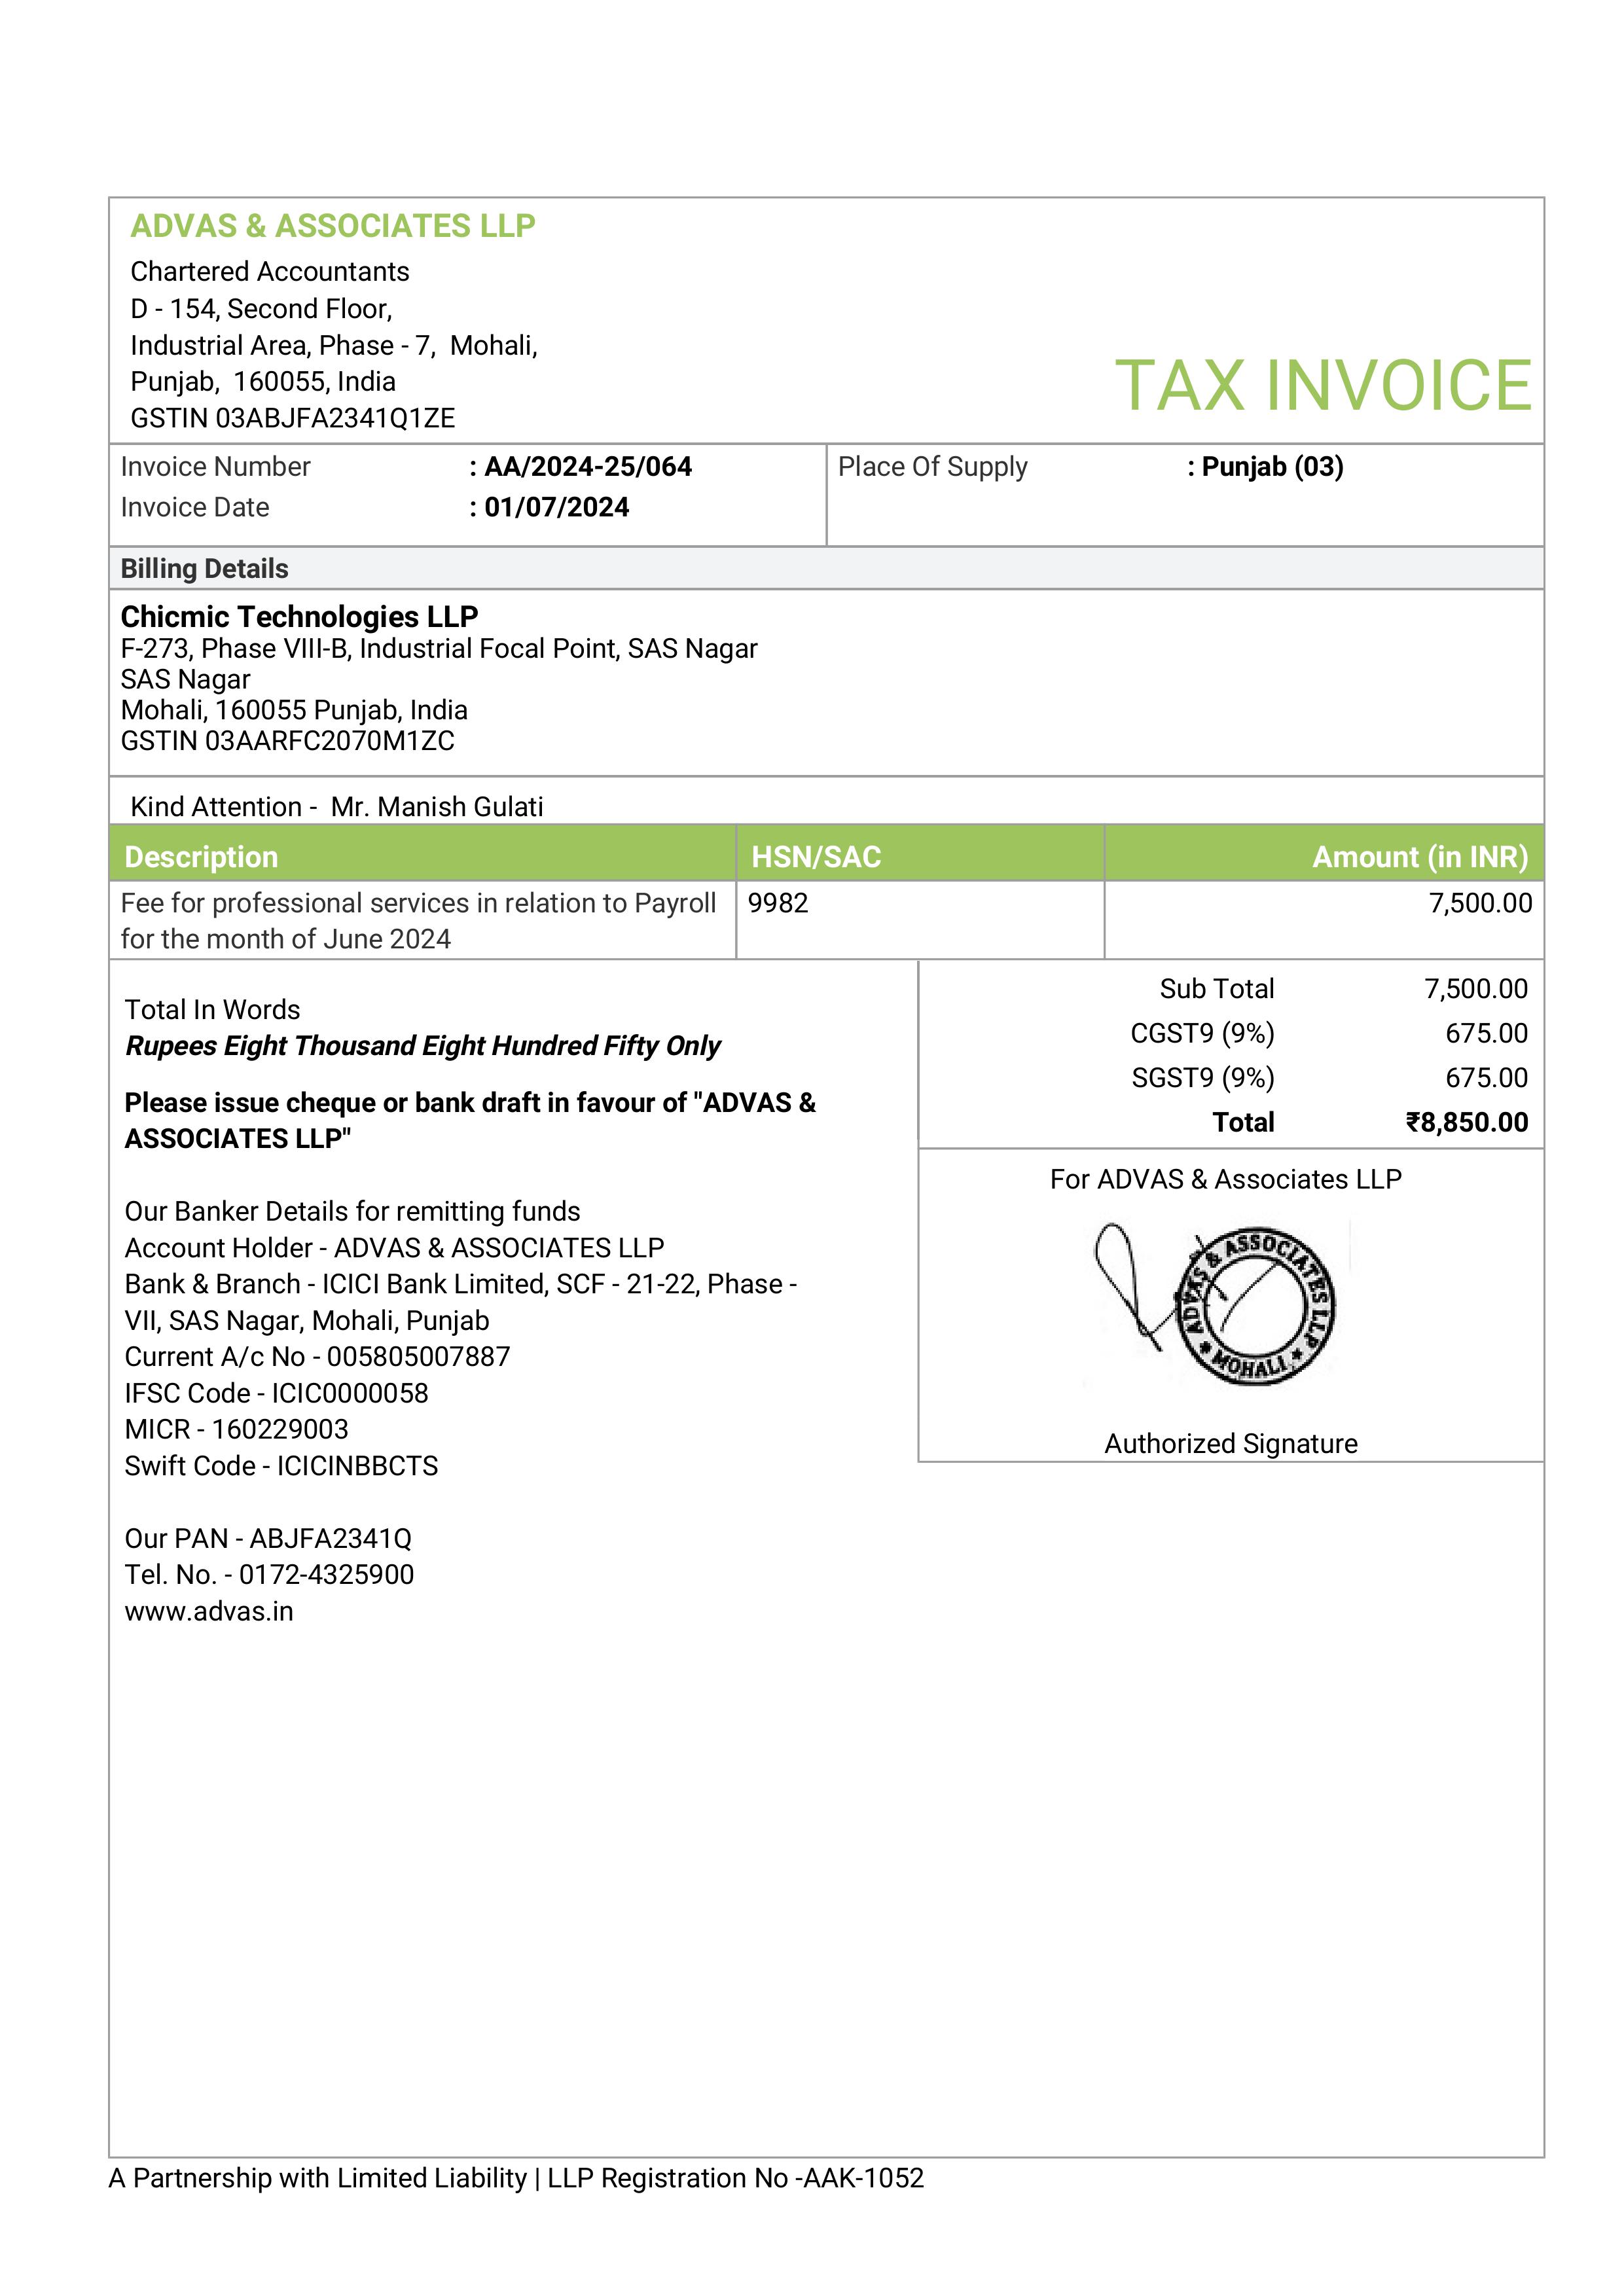 ADVAS & ASSOCIATES LLP
Chartered Accountants
D - 154, Second Floor,
Industrial Area, Phase - 7,  Mohali,
Punjab,  160055, India
GSTIN 03ABJFA2341Q1ZE
TAX INVOICE
Invoice Number : AA/2024-25/064
Invoice Date : 01/07/2024
Place Of Supply : Punjab (03)
Billing Details
Chicmic Technologies LLP
F-273, Phase VIII-B, Industrial Focal Point, SAS Nagar
SAS Nagar
Mohali, 160055 Punjab, India
GSTIN 03AARFC2070M1ZC
Kind Attention -  Mr. Manish Gulati
Description HSN/SAC Amount (in INR)
Fee for professional services in relation to Payroll 9982 7,500.00
for the month of June 2024
Sub Total 7,500.00
CGST9 (9%) 675.00
SGST9 (9%) 675.00
Total ₹8,850.00
Total In Words
Rupees Eight Thousand Eight Hundred Fifty Only
Please issue cheque or bank draft in favour of "ADVAS &
ASSOCIATES LLP"
Our Banker Details for remitting funds
Account Holder - ADVAS & ASSOCIATES LLP
Bank & Branch - ICICI Bank Limited, SCF - 21-22, Phase -
VII, SAS Nagar, Mohali, Punjab
Current A/c No - 005805007887
IFSC Code - ICIC0000058
MICR - 160229003
Swift Code - ICICINBBCTS
Our PAN - ABJFA2341Q
Tel. No. - 0172-4325900
www.advas.in
For ADVAS & Associates LLP
ADVAS & ASSOCIATES LLP
* MOHALI *
Authorized Signature
A Partnership with Limited Liability | LLP Registration No -AAK-1052